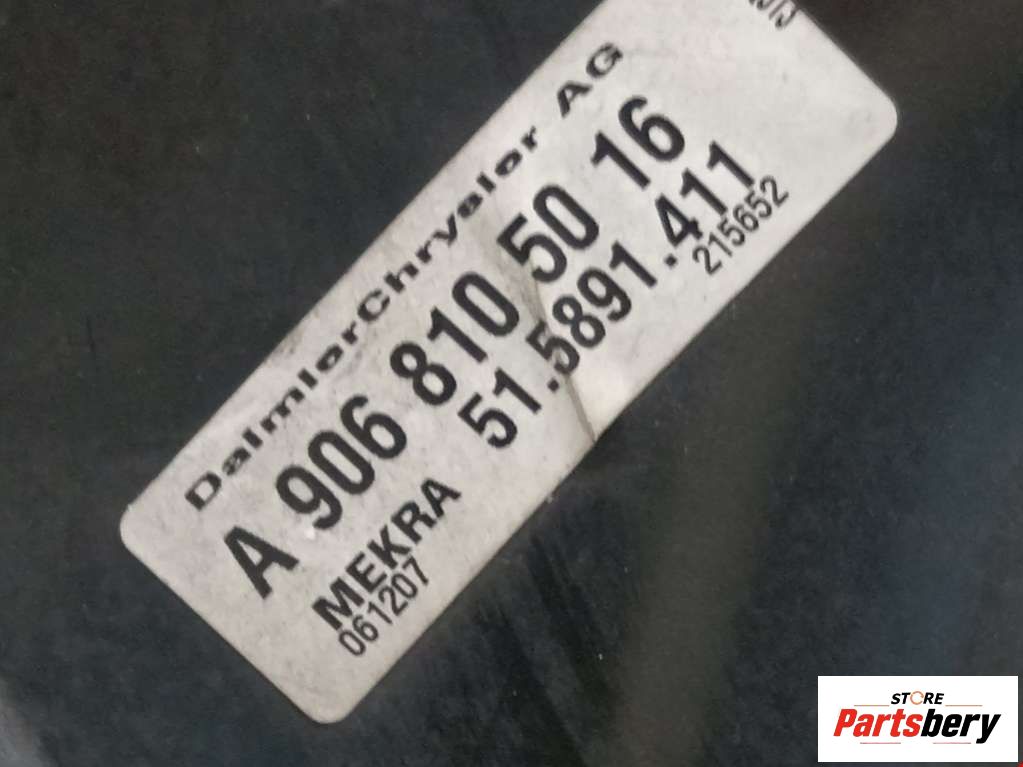 DaimlerChrysler AG
A 906 810 50 16
MEKRA 51.5891.411
061207 215652
STORE
Partsbery